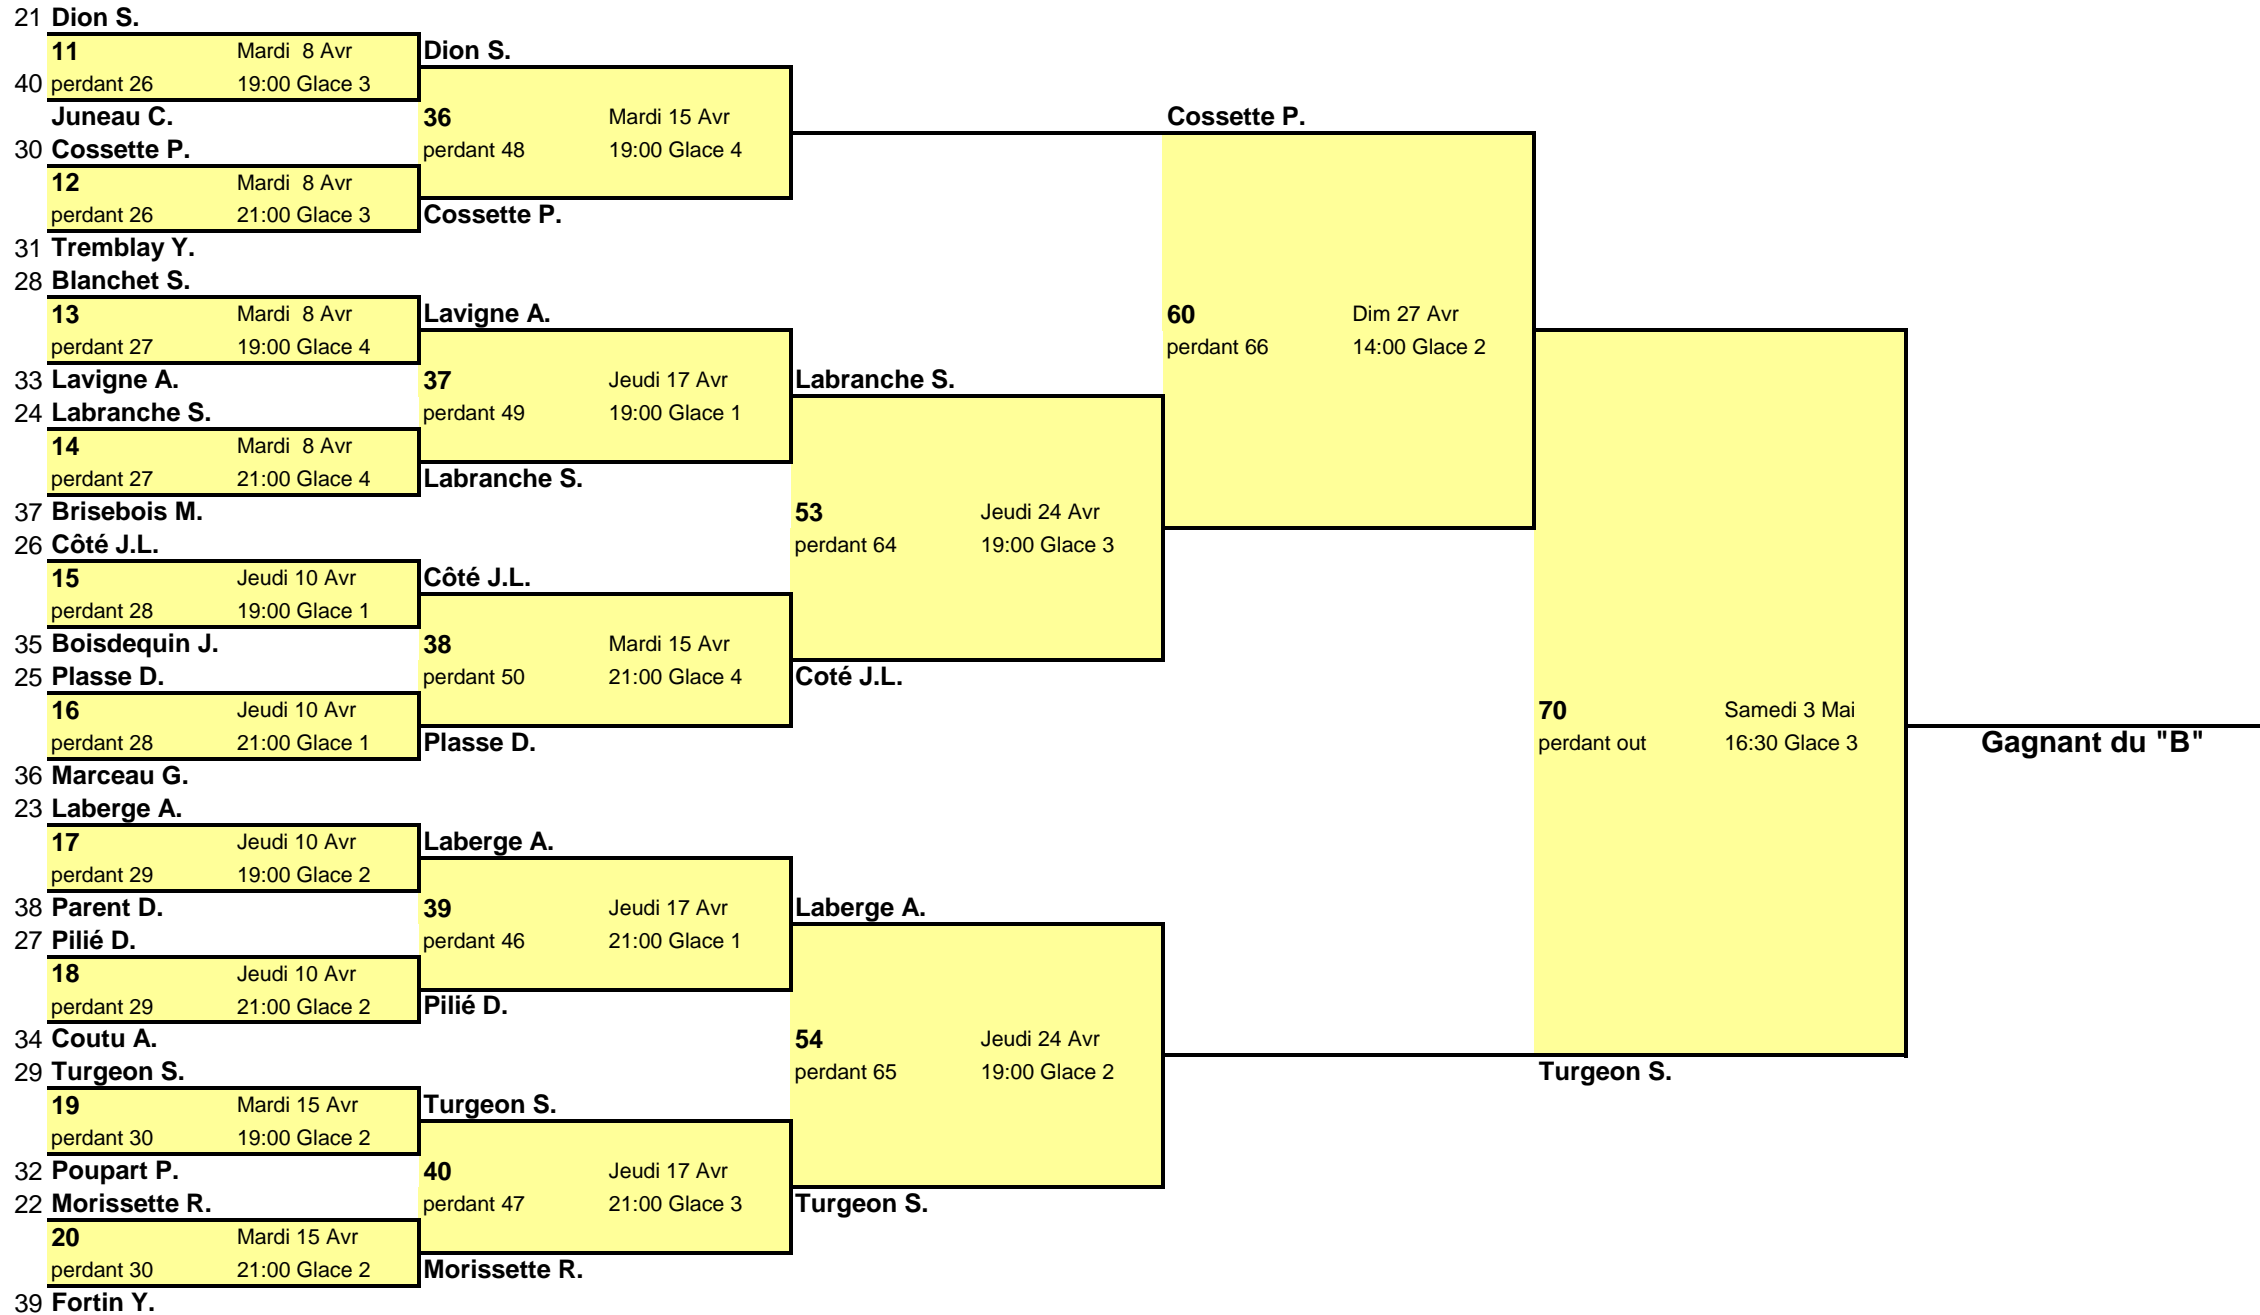 21 Dion S.
11 Mardi 8 Avr Dion S.
40 perdant 26 19:00 Glace 3
Juneau C. 36 Mardi 15 Avr Cossette P.
30 Cossette P. perdant 48 19:00 Glace 4
12 Mardi 8 Avr
perdant 26 21:00 Glace 3 Cossette P.
31 Tremblay Y.
28 Blanchet S.
13 Mardi 8 Avr Lavigne A. 60 Dim 27 Avr
perdant 27 19:00 Glace 4 perdant 66 14:00 Glace 2
33 Lavigne A. 37 Jeudi 17 Avr Labranche S.
24 Labranche S. perdant 49 19:00 Glace 1
14 Mardi 8 Avr
perdant 27 21:00 Glace 4 Labranche S.
37 Brisebois M. 53 Jeudi 24 Avr
26 Côté J.L. perdant 64 19:00 Glace 3
15 Jeudi 10 Avr Côté J.L.
perdant 28 19:00 Glace 1
35 Boisdequin J. 38 Mardi 15 Avr
25 Plasse D. perdant 50 21:00 Glace 4 Coté J.L.
16 Jeudi 10 Avr 70 Samedi 3 Mai
perdant 28 21:00 Glace 1 Plasse D. perdant out 16:30 Glace 3 Gagnant du "B"
36 Marceau G.
23 Laberge A.
17 Jeudi 10 Avr Laberge A.
perdant 29 19:00 Glace 2
38 Parent D. 39 Jeudi 17 Avr Laberge A.
27 Pilié D. perdant 46 21:00 Glace 1
18 Jeudi 10 Avr
perdant 29 21:00 Glace 2 Pilié D.
34 Coutu A. 54 Jeudi 24 Avr
29 Turgeon S. perdant 65 19:00 Glace 2 Turgeon S.
19 Mardi 15 Avr Turgeon S.
perdant 30 19:00 Glace 2
32 Poupart P. 40 Jeudi 17 Avr
22 Morissette R. perdant 47 21:00 Glace 3 Turgeon S.
20 Mardi 15 Avr
perdant 30 21:00 Glace 2 Morissette R.
39 Fortin Y.